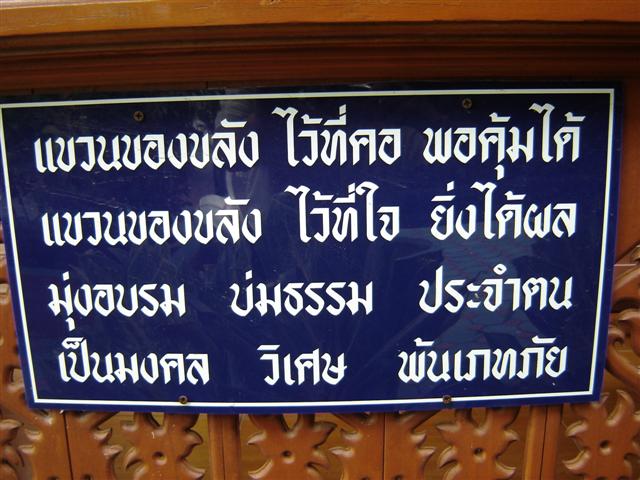 แขวนของขลัง ไว้ที่คอ พอคุ้มได้
แขวนของขลัง ไว้ที่ใจ ยิ่งได้ผล
มุ่งอบรม บ่มธรรม ประจำตน
เป็นมงคล วิเศษ พ้นเภทภัย